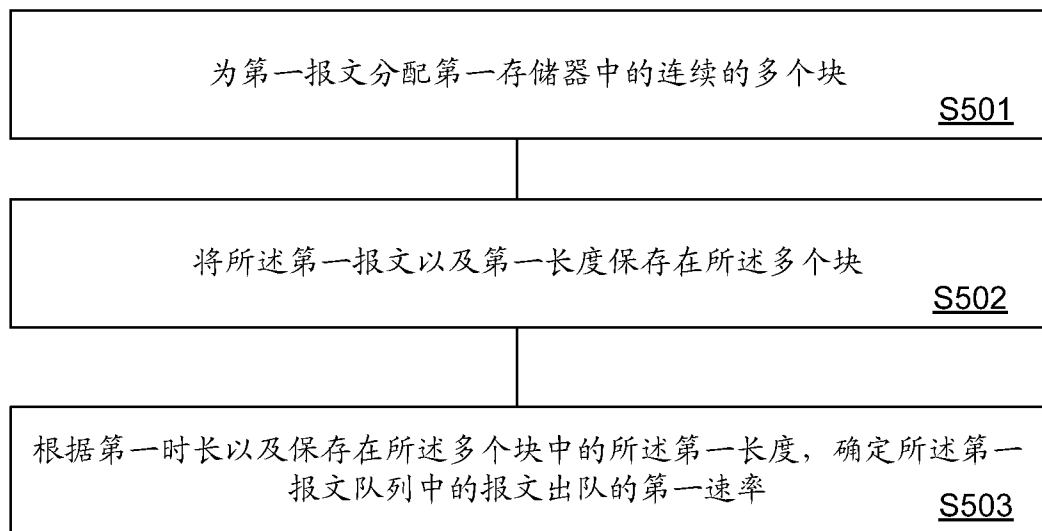 为第一报文分配第一存储器中的连续的多个块
S501
将所述第一报文以及第一长度保存在所述多个块
S502
根据第一时长以及保存在所述多个块中的所述第一长度，确定所述第一
报文队列中的报文出队的第一速率
S503